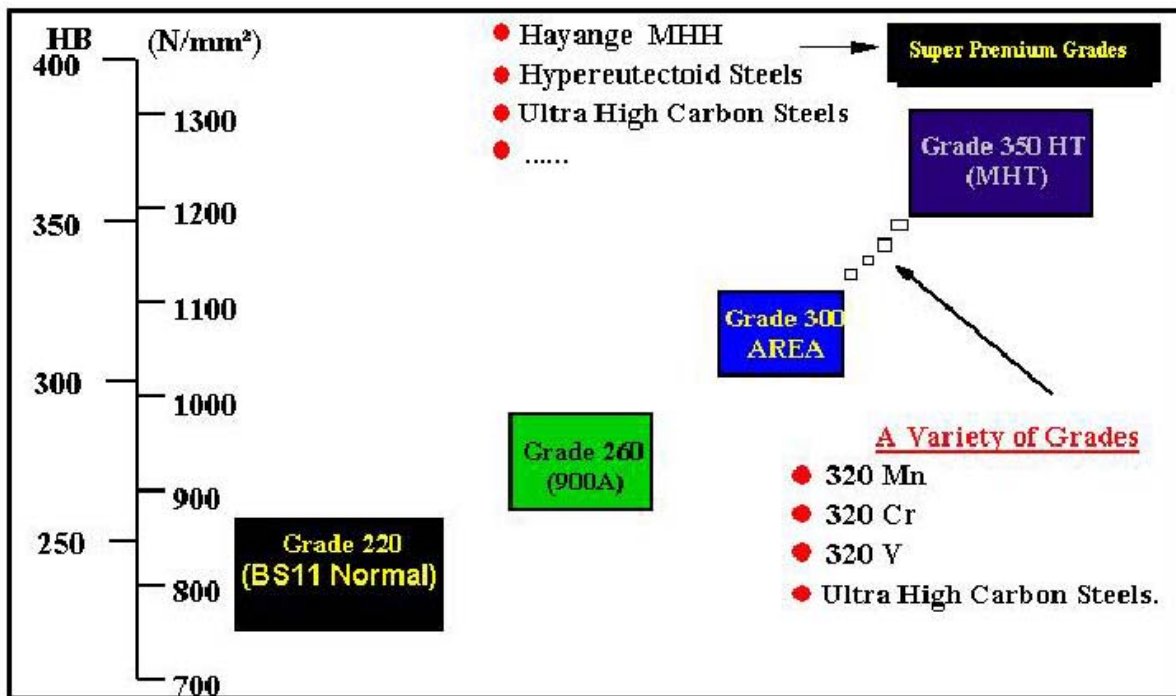 HB (N/mm²)
400
1300
350
1200
1100
300
1000
900
250
800
700
Hayange MHH
Hypereutectoid Steels
Ultra High Carbon Steels
......
Super Premium Grades
Grade 350 HT
(MHT)
Grade 300
AREA
Grade 260
(900A)
Grade 220
(BS11 Normal)
A Variety of Grades
320 Mn
320 Cr
320 V
Ultra High Carbon Steels.